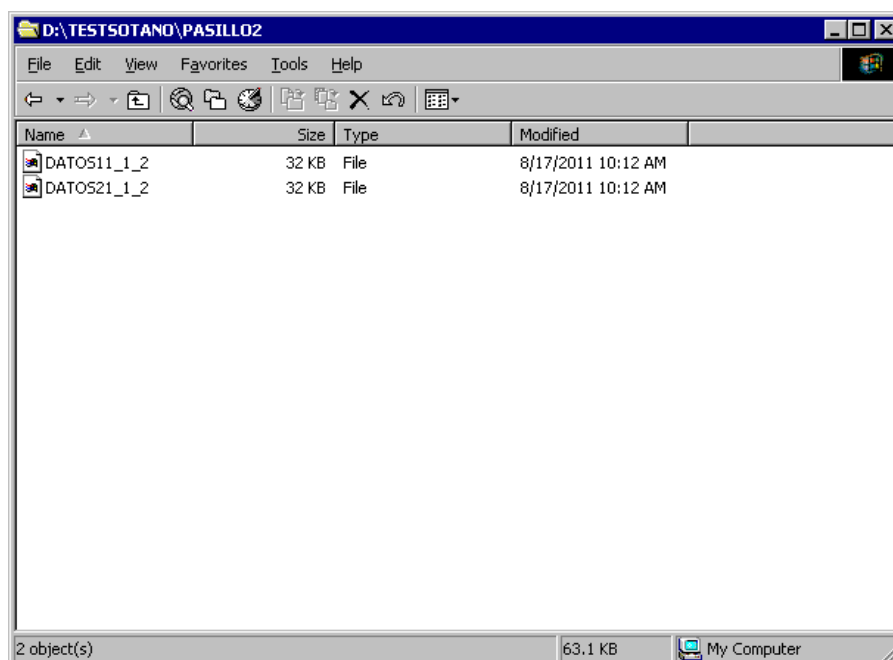 D:\TESTSOTANO\PASILLO2
File Edit View Favorites Tools Help
Name Size Type Modified
DATOS11_1_2 32 KB File 8/17/2011 10:12 AM
DATOS21_1_2 32 KB File 8/17/2011 10:12 AM
2 object(s) 63.1 KB My Computer